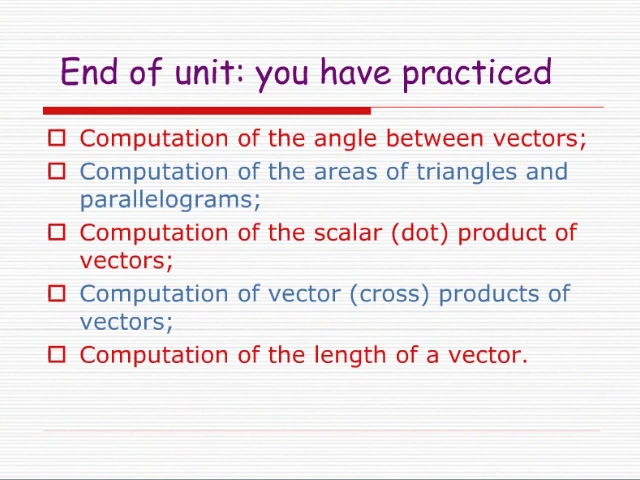 End of unit: you have practiced
Computation of the angle between vectors;
Computation of the areas of triangles and
parallelograms;
Computation of the scalar (dot) product of
vectors;
Computation of vector (cross) products of
vectors;
Computation of the length of a vector.